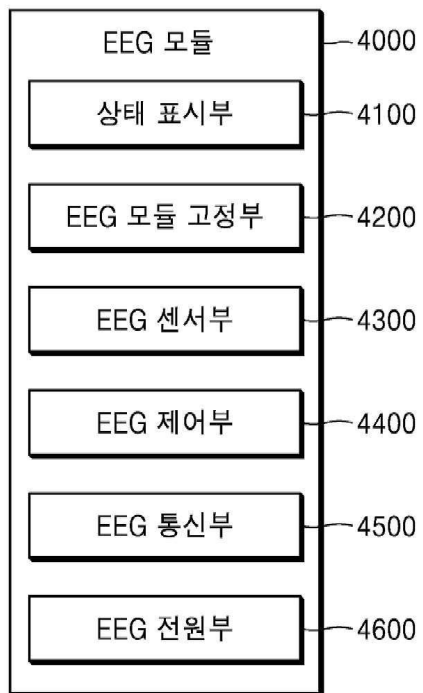 EEG 모듈 4000
상태 표시부 4100
EEG 모듈 고정부 4200
EEG 센서부 4300
EEG 제어부 4400
EEG 통신부 4500
EEG 전원부 4600